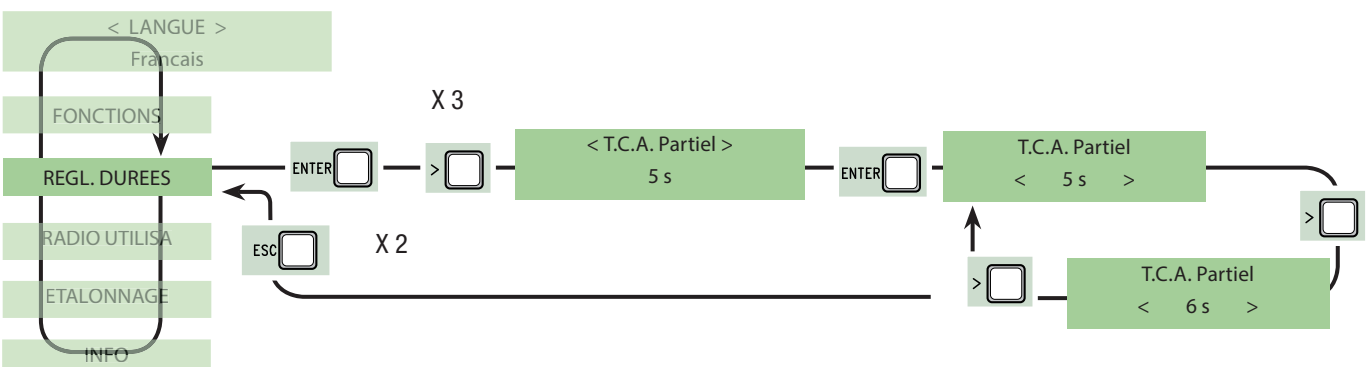 < LANGUE >
Francais
FONCTIONS
REGL. DUREES
RADIO UTILISA
ETALONNAGE
INFO
ENTER
X 3
>
< T.C.A. Partiel >
5 s
ENTER
T.C.A. Partiel
< 5 s >
>
T.C.A. Partiel
< 6 s >
>
ESC
X 2